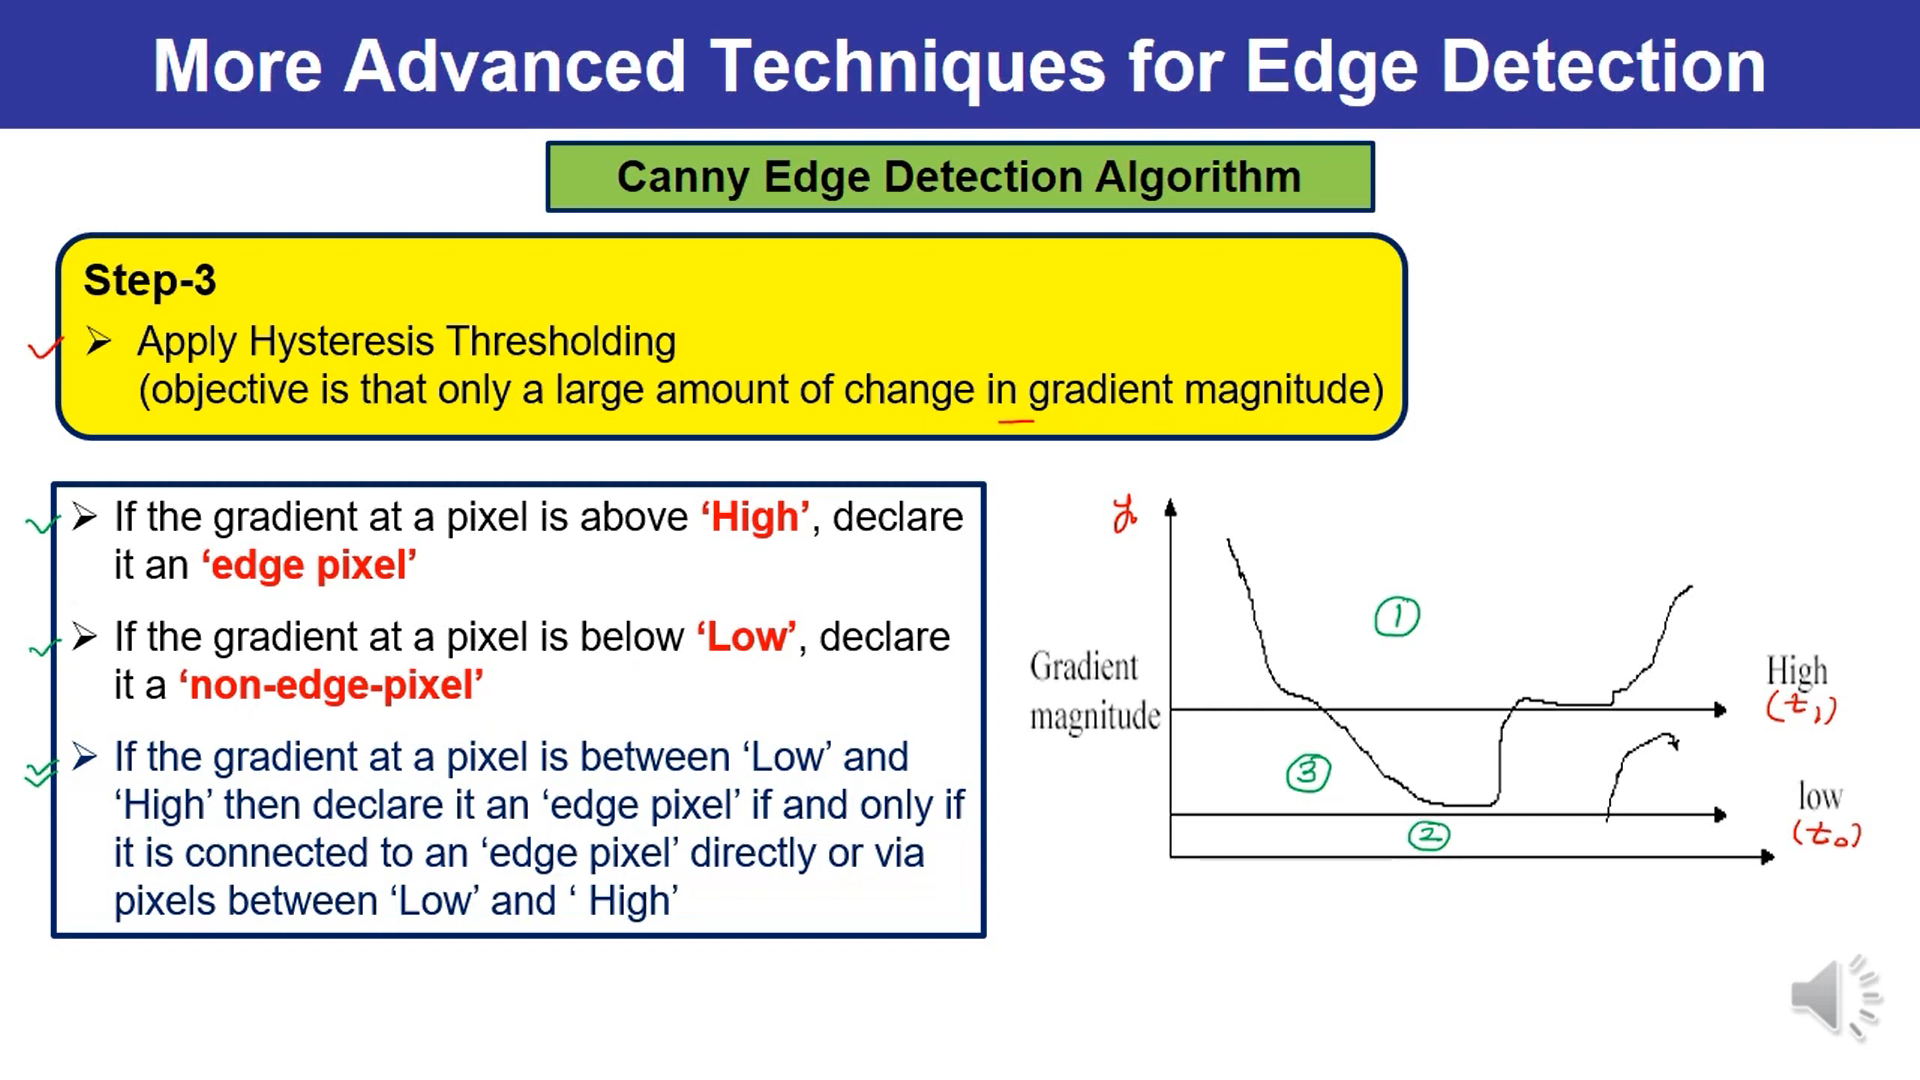 More Advanced Techniques for Edge Detection
Canny Edge Detection Algorithm
Step-3
➢ Apply Hysteresis Thresholding
(objective is that only a large amount of change in gradient magnitude)
➢ If the gradient at a pixel is above ‘High’, declare
it an ‘edge pixel’
➢ If the gradient at a pixel is below ‘Low’, declare
it a ‘non-edge-pixel’
➢ If the gradient at a pixel is between ‘Low’ and
‘High’ then declare it an ‘edge pixel’ if and only if
it is connected to an ‘edge pixel’ directly or via
pixels between ‘Low’ and ‘ High’
1
Gradient
magnitude
High
(t₁)
3
low
(t₀)
2